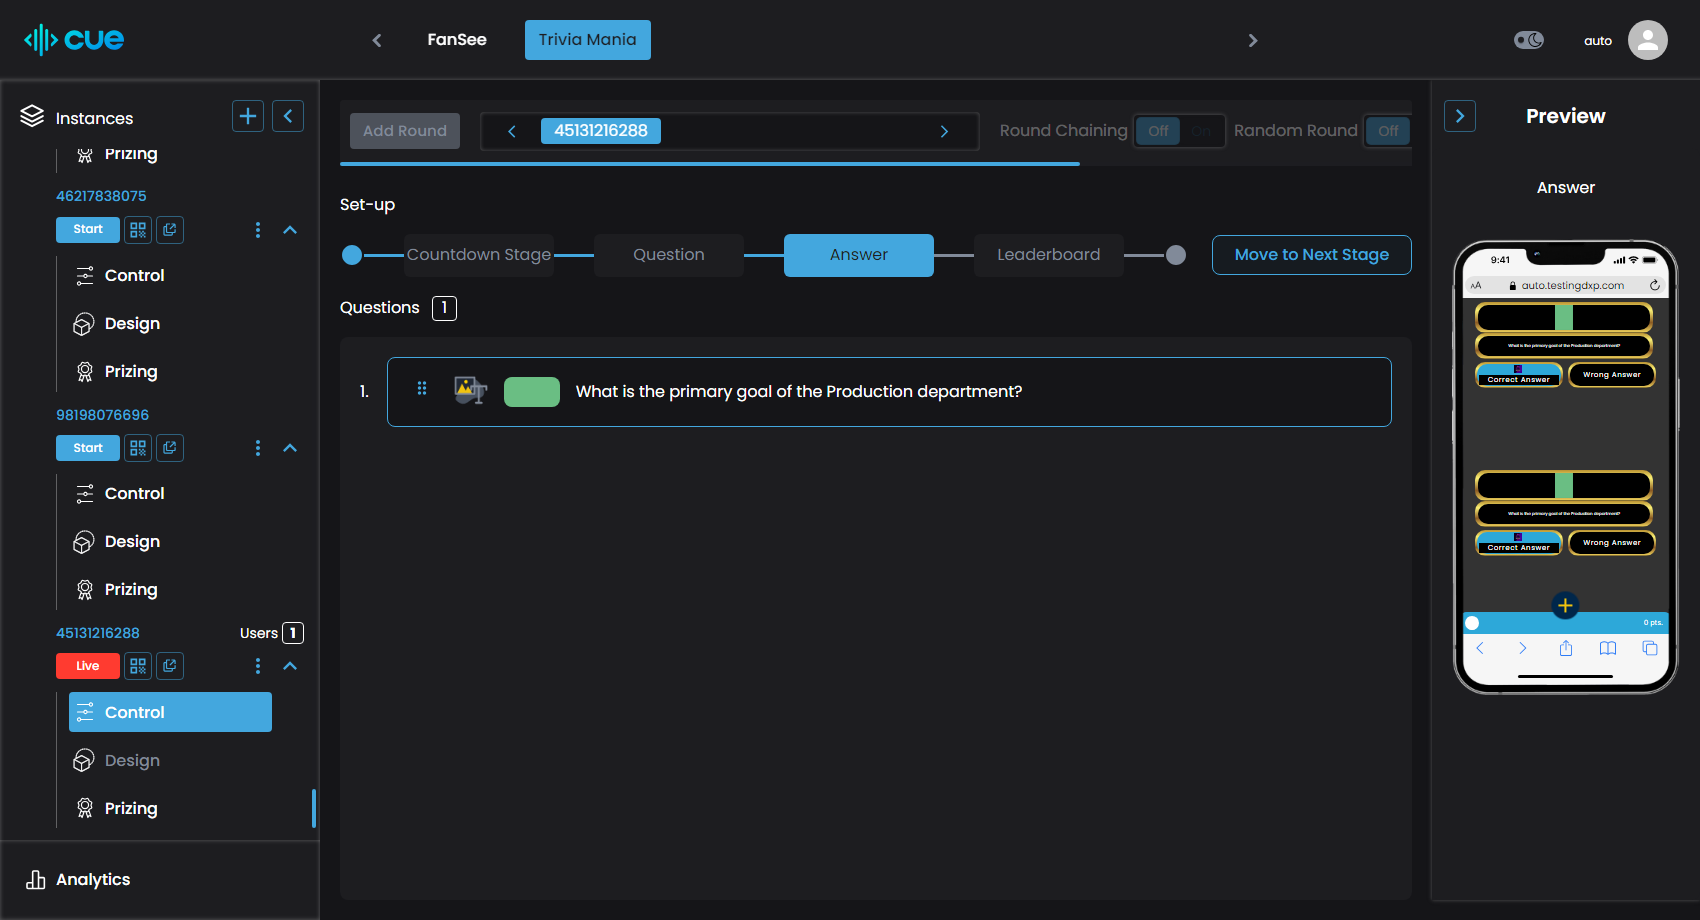 cue
FanSee
Trivia Mania
auto
Instances
Prizing
46217838075
Start
Control
Design
Prizing
98198076696
Start
Control
Design
Prizing
45131216288
Users 1
Live
Control
Design
Prizing
Analytics
Add Round
45131216288
Round Chaining
Off
On
Random Round
Off
Set-up
Countdown Stage
Question
Answer
Leaderboard
Move to Next Stage
Questions 1
1.
What is the primary goal of the Production department?
Preview
Answer
9:41
AA
auto.testingdxp.com
What is the primary goal of the Production department?
Correct Answer
Wrong Answer
What is the primary goal of the Production department?
Correct Answer
Wrong Answer
0 pts.